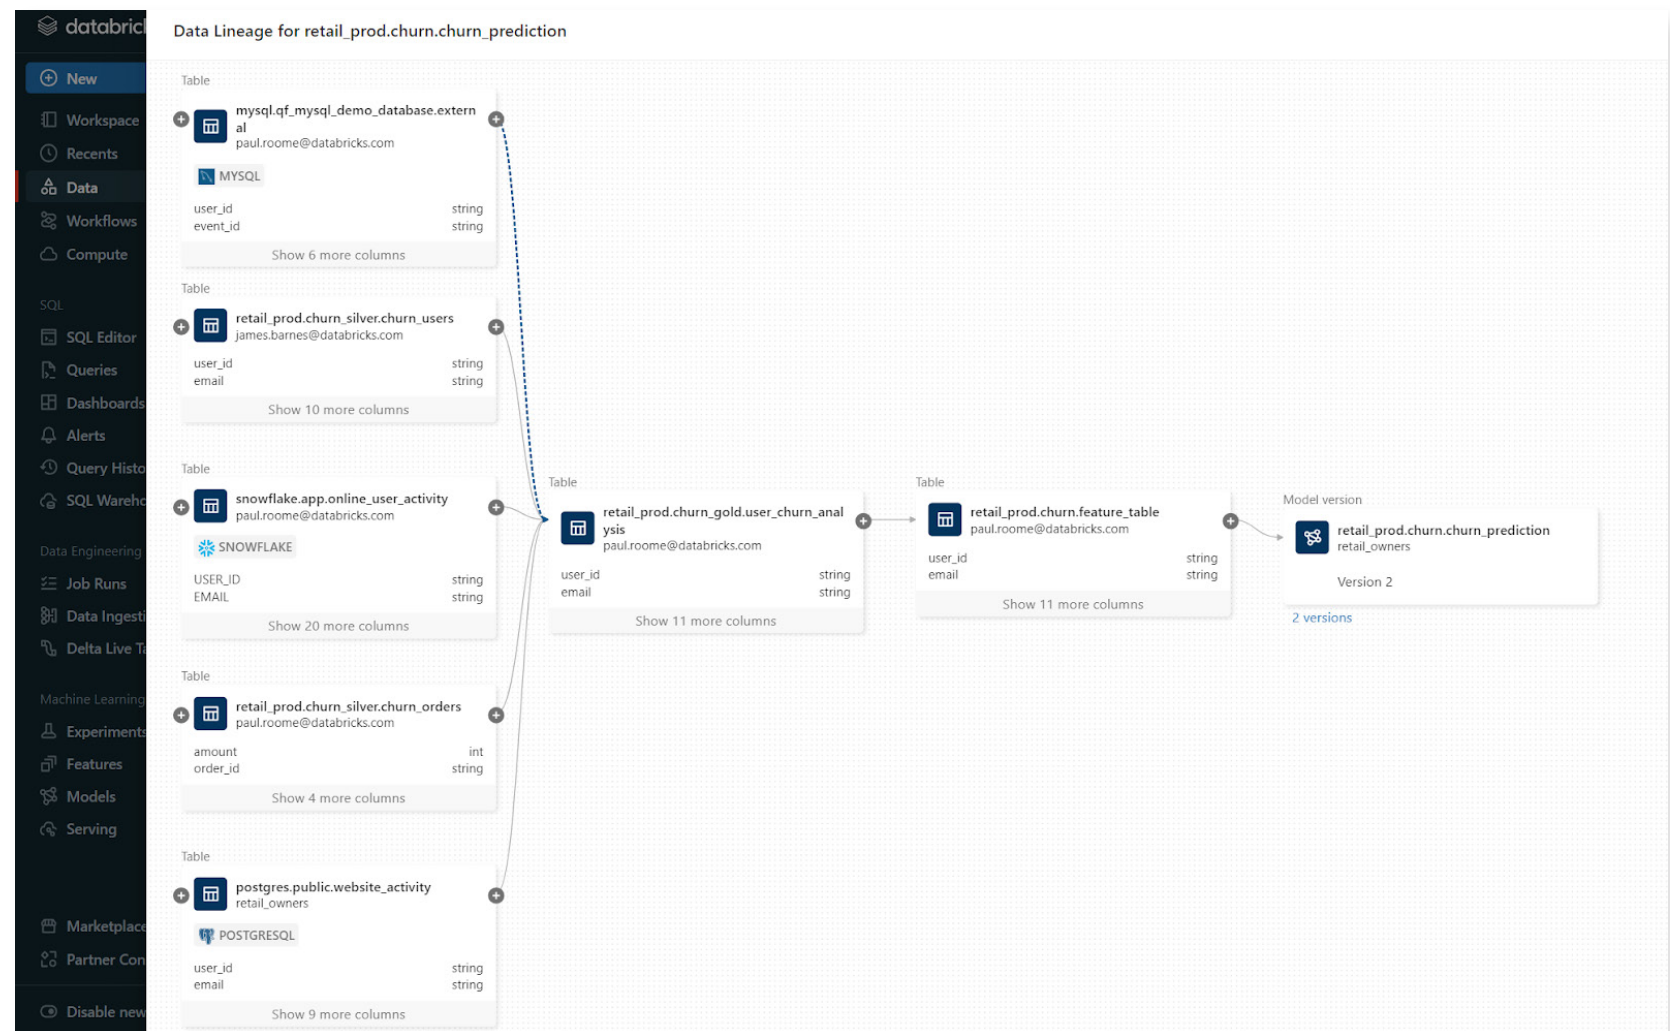 databric
Data Lineage for retail_prod.churn.churn_prediction
New
Workspace
Recents
Data
Workflows
Compute
SQL
SQL Editor
Queries
Dashboards
Alerts
Query Histo
SQL Wareho
Data Engineering
Job Runs
Data Ingesti
Delta Live Ta
Machine Learning
Experiments
Features
Models
Serving
Marketplace
Partner Con
Disable new
Table
mysql.qf_mysql_demo_database.extern
al
paul.roome@databricks.com
MYSQL
user_id string
event_id string
Show 6 more columns
Table
retail_prod.churn_silver.churn_users
james.barnes@databricks.com
user_id string
email string
Show 10 more columns
Table
snowflake.app.online_user_activity
paul.roome@databricks.com
SNOWFLAKE
USER_ID string
EMAIL string
Show 20 more columns
Table
retail_prod.churn_silver.churn_orders
paul.roome@databricks.com
amount int
order_id string
Show 4 more columns
Table
postgres.public.website_activity
retail_owners
POSTGRESQL
user_id string
email string
Show 9 more columns
Table
retail_prod.churn_gold.user_churn_anal
ysis
paul.roome@databricks.com
user_id string
email string
Show 11 more columns
Table
retail_prod.churn.feature_table
paul.roome@databricks.com
user_id string
email string
Show 11 more columns
Model version
retail_prod.churn.churn_prediction
retail_owners
Version 2
2 versions